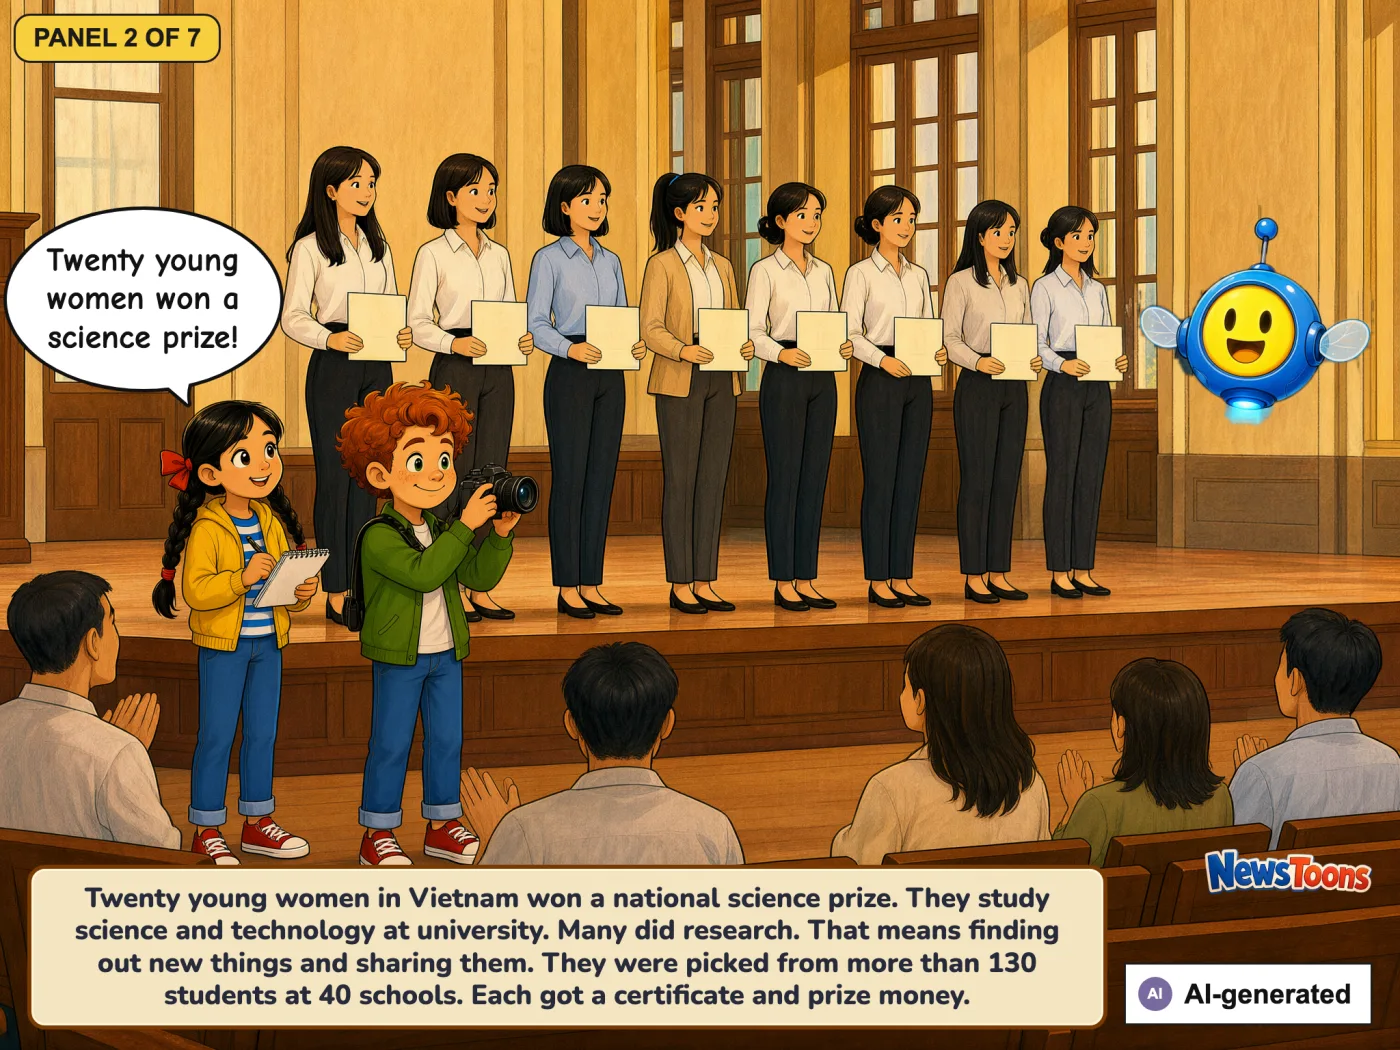 PANEL 2 OF 7
Twenty young
women won a
science prize!
NewsToons
Twenty young women in Vietnam won a national science prize. They study
science and technology at university. Many did research. That means finding
out new things and sharing them. They were picked from more than 130
students at 40 schools. Each got a certificate and prize money.
AI AI-generated